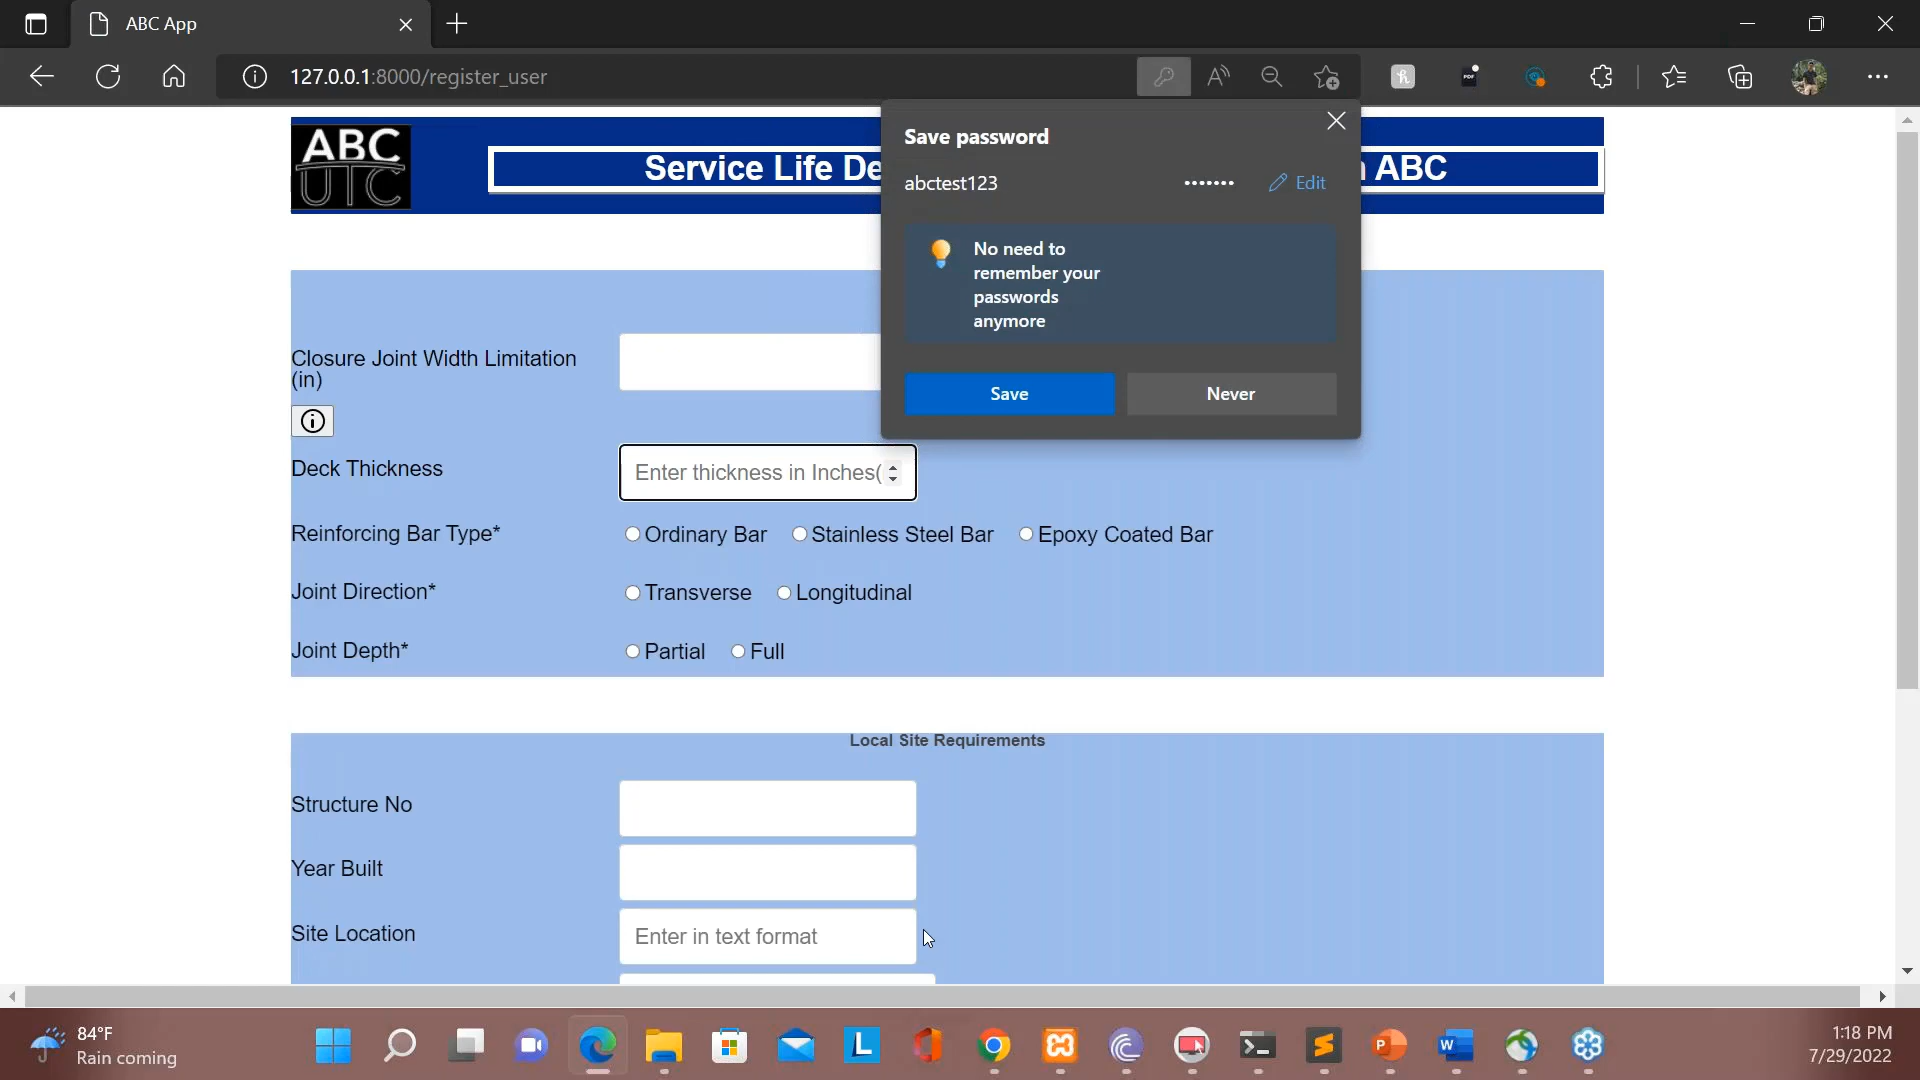 ABC App
127.0.0.1:8000/register_user
ABC
UTC
Service Life De
ABC
Save password
abctest123
••••••• Edit
No need to
remember your
passwords
anymore
Save Never
Closure Joint Width Limitation
(in)
Deck Thickness
Enter thickness in Inches(
Reinforcing Bar Type* Ordinary Bar Stainless Steel Bar Epoxy Coated Bar
Joint Direction* Transverse Longitudinal
Joint Depth* Partial Full
Local Site Requirements
Structure No
Year Built
Site Location Enter in text format
84°F
Rain coming
1:18 PM
7/29/2022